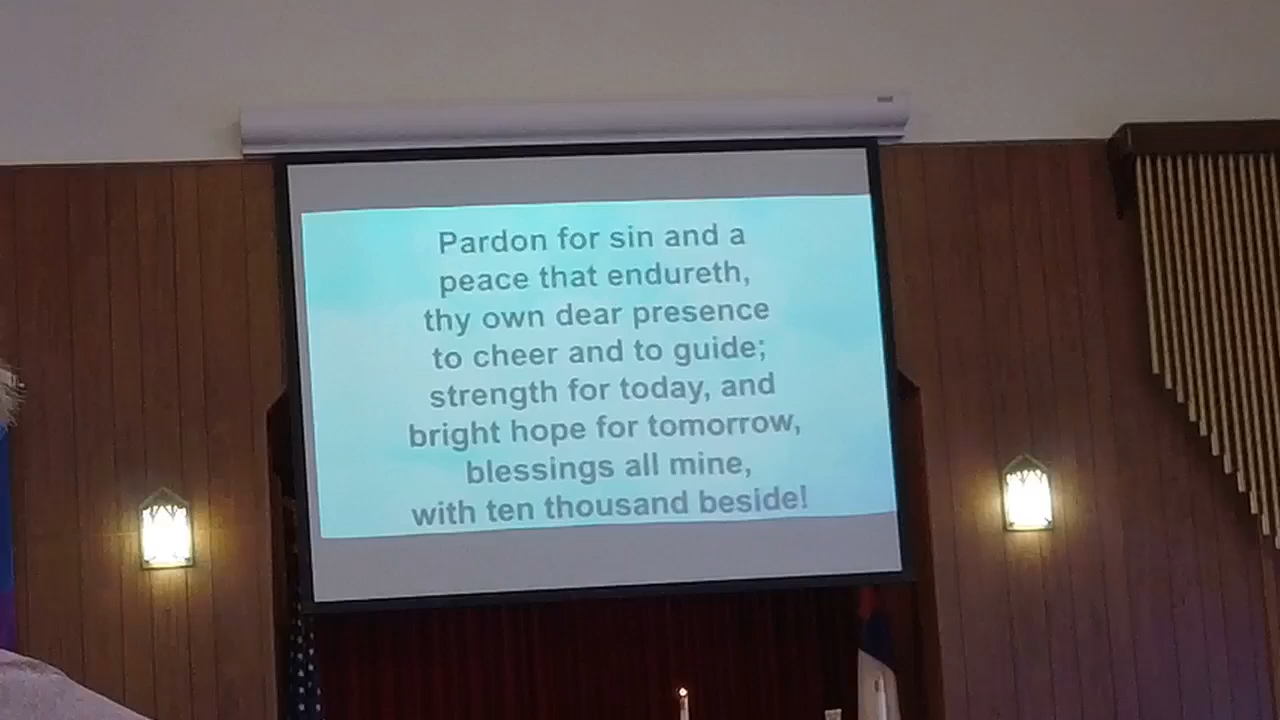 Pardon for sin and a
peace that endureth,
thy own dear presence
to cheer and to guide;
strength for today, and
bright hope for tomorrow,
blessings all mine,
with ten thousand beside!